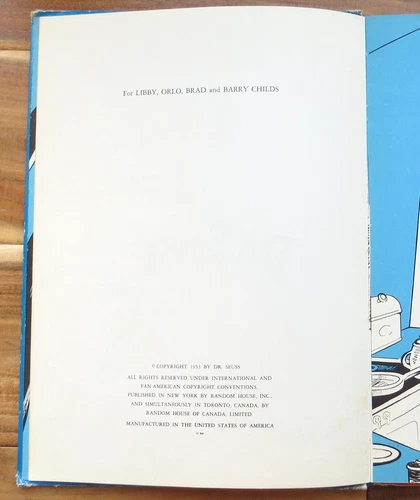 For LIBBY, ORLO, BRAD and BARRY CHILDS
© COPYRIGHT 1953 BY DR. SEUSS
ALL RIGHTS RESERVED UNDER INTERNATIONAL AND
PAN AMERICAN COPYRIGHT CONVENTIONS.
PUBLISHED IN NEW YORK BY RANDOM HOUSE, INC.,
AND SIMULTANEOUSLY IN TORONTO, CANADA, BY
RANDOM HOUSE OF CANADA, LIMITED.
MANUFACTURED IN THE UNITED STATES OF AMERICA